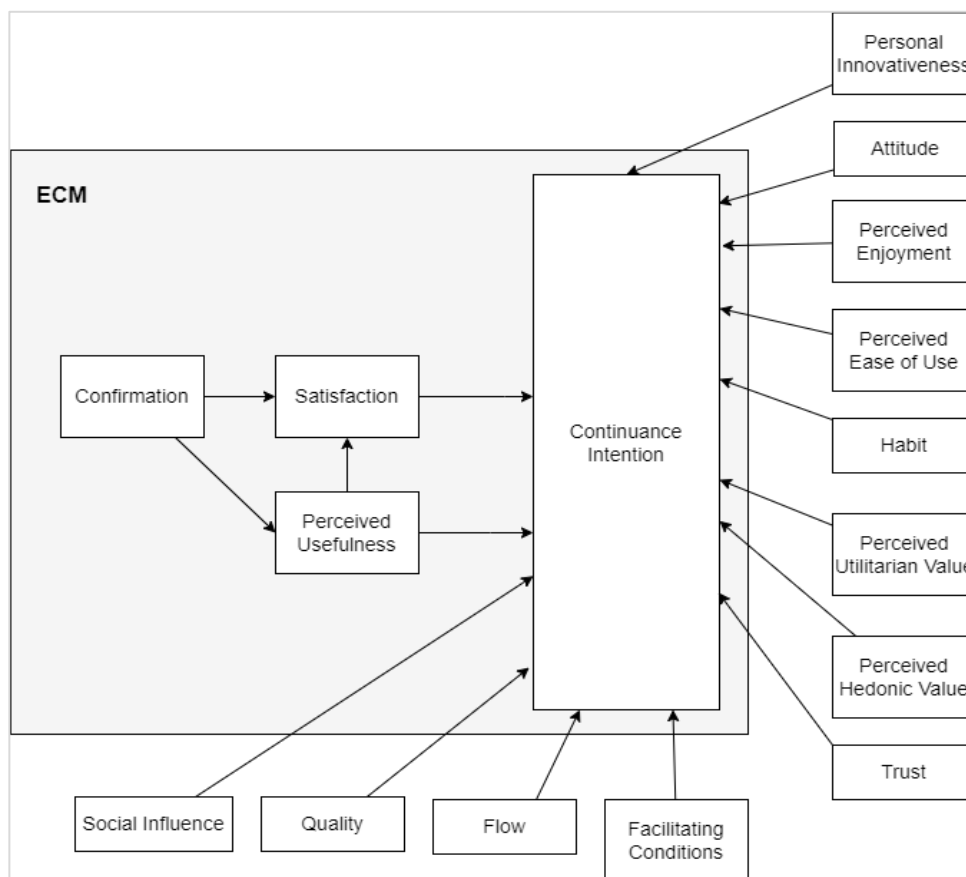 Personal
Innovativeness
Attitude
ECM
Perceived
Enjoyment
Perceived
Ease of Use
Confirmation
Satisfaction
Continuance
Intention
Habit
Perceived
Usefulness
Perceived
Utilitarian Value
Perceived
Hedonic Value
Trust
Social Influence
Quality
Flow
Facilitating
Conditions